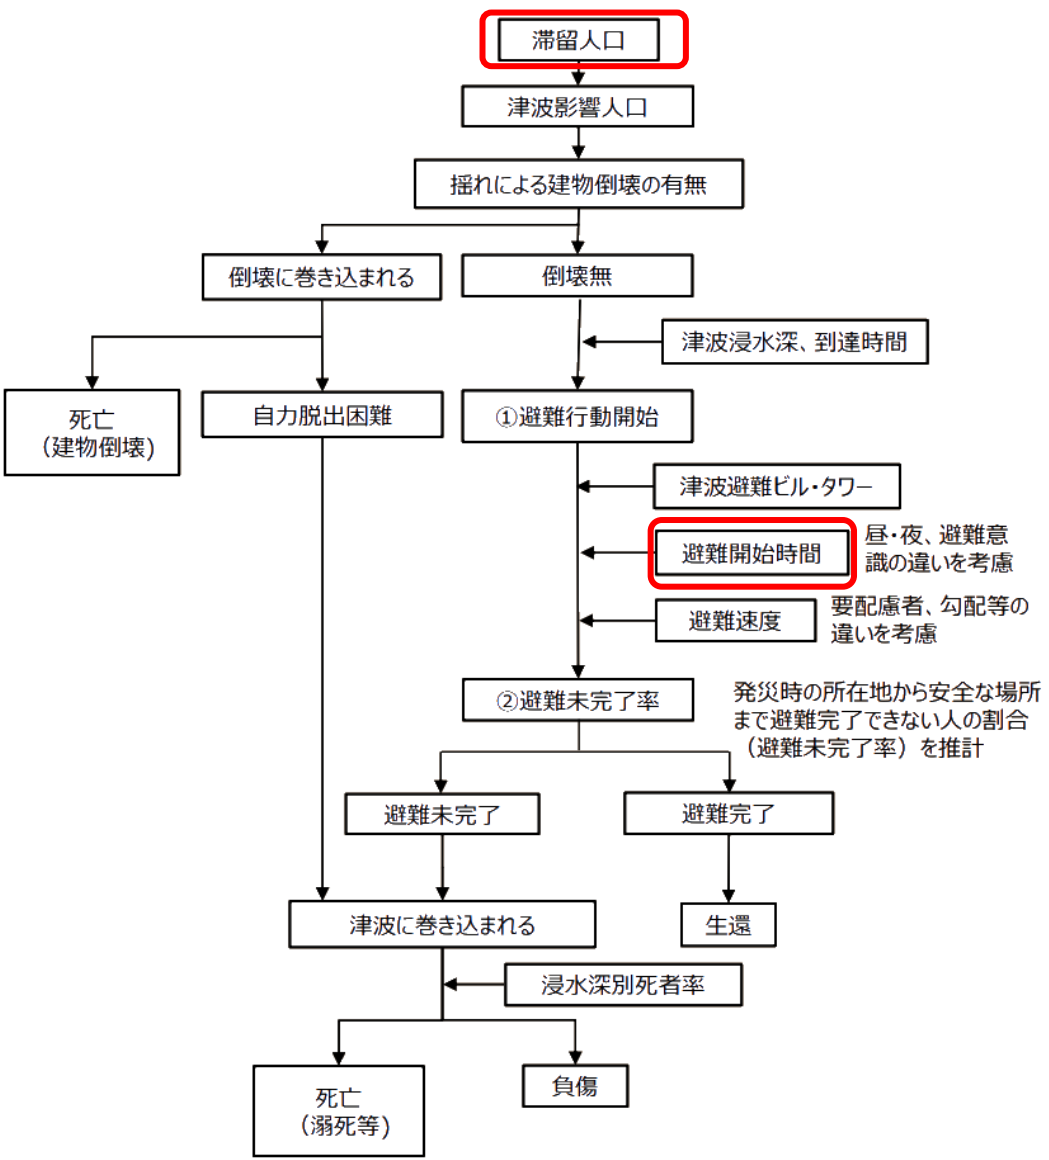 滞留人口
津波影響人口
揺れによる建物倒壊の有無
倒壊に巻き込まれる
倒壊無
津波浸水深、到達時間
死亡
（建物倒壊）
自力脱出困難
①避難行動開始
津波避難ビル・タワー
避難開始時間
昼・夜、避難意
識の違いを考慮
避難速度
要配慮者、勾配等の
違いを考慮
②避難未完了率
発災時の所在地から安全な場所
まで避難完了できない人の割合
（避難未完了率）を推計
避難未完了
避難完了
津波に巻き込まれる
生還
浸水深別死者率
死亡
（溺死等）
負傷